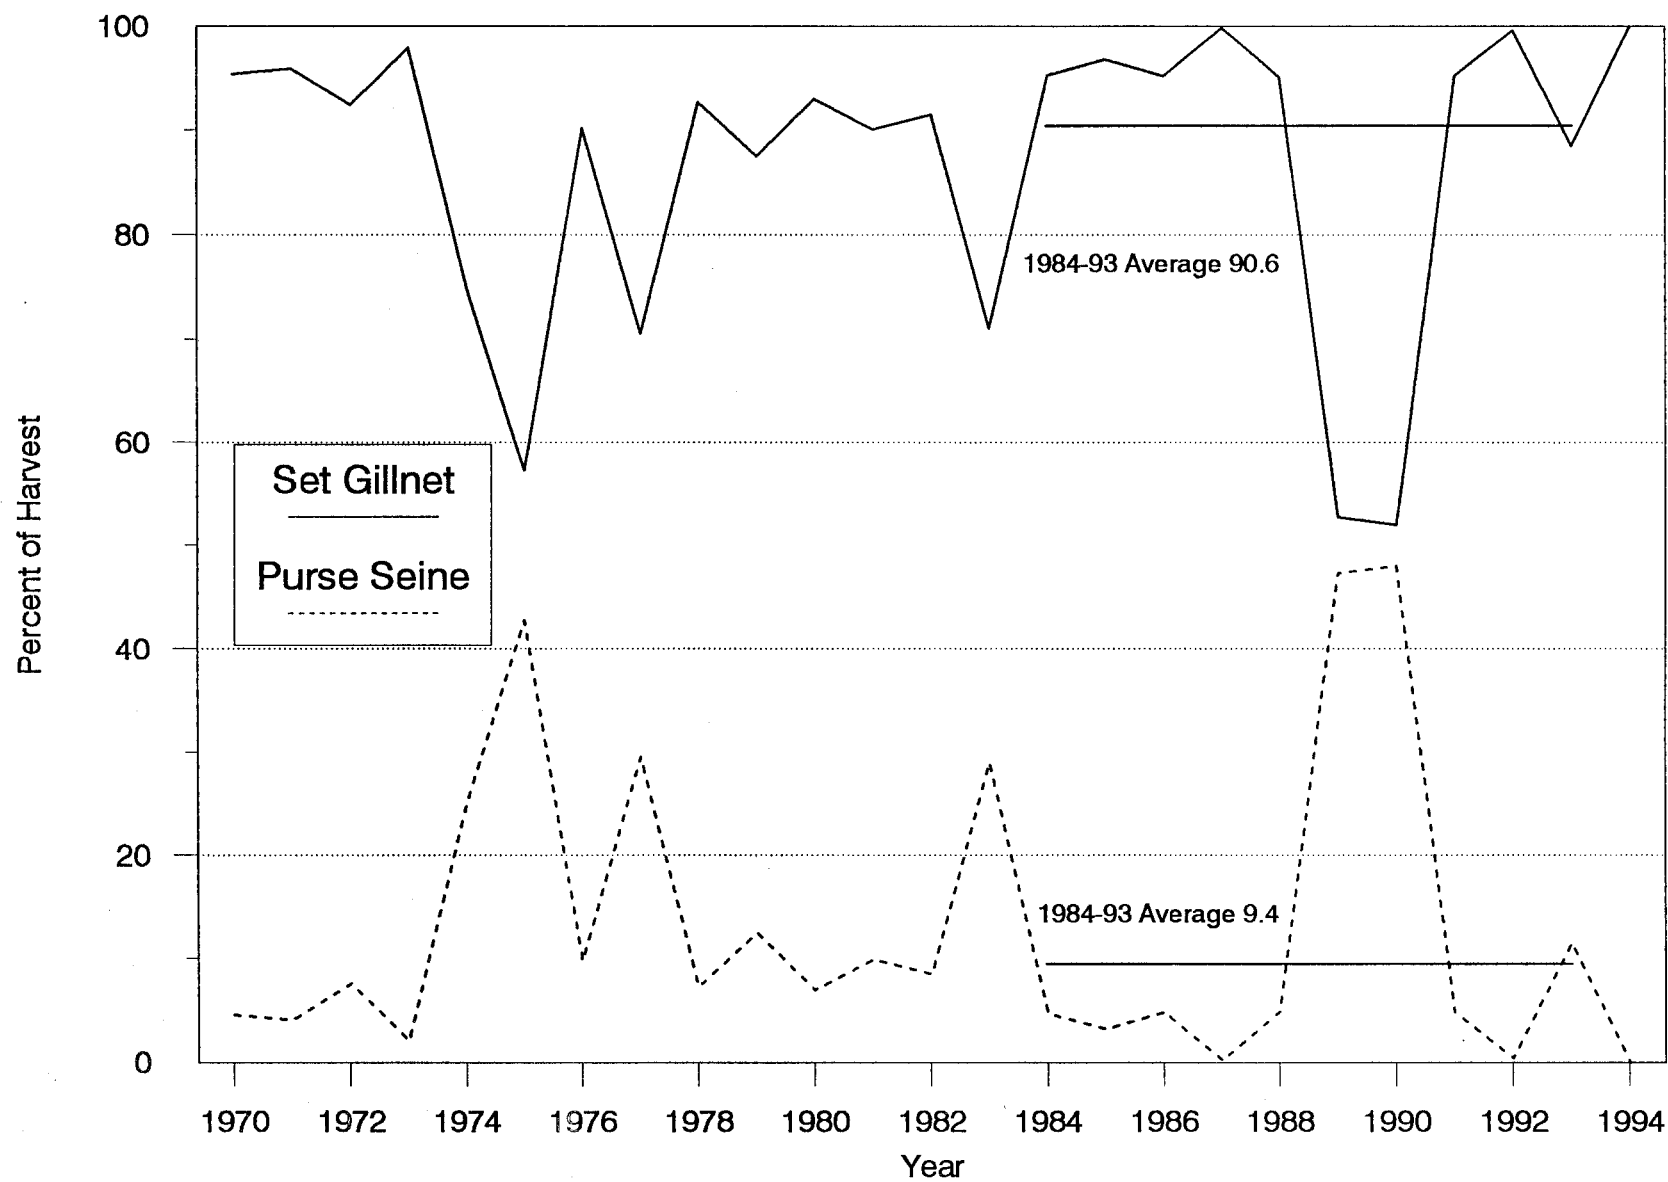 100
80
60
40
20
0
Percent of Harvest
1984-93 Average 90.6
Set Gillnet
Purse Seine
1984-93 Average 9.4
1970 1972 1974 1976 1978 1980 1982 1984 1986 1988 1990 1992 1994
Year